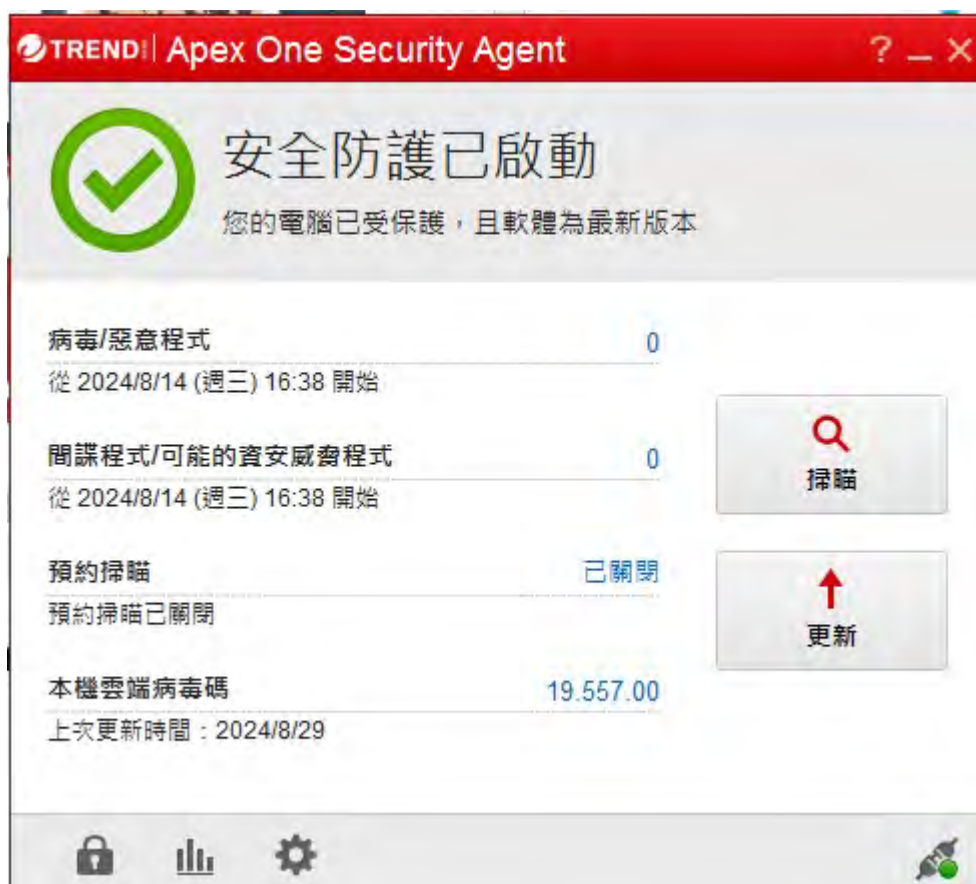 TREND MICRO Apex One Security Agent
安全防護已啟動
您的電腦已受保護，且軟體為最新版本
病毒/惡意程式 0
從 2024/8/14 (週三) 16:38 開始
間諜程式/可能的資安威脅程式 0
從 2024/8/14 (週三) 16:38 開始
掃瞄
預約掃瞄 已關閉
預約掃瞄已關閉
更新
本機雲端病毒碼 19.557.00
上次更新時間：2024/8/29